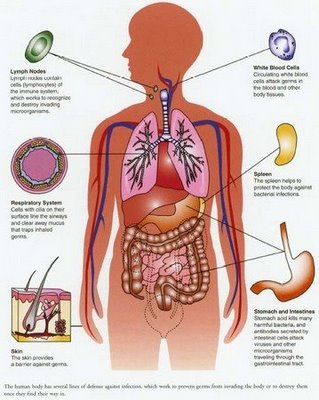 Lymph Nodes
Lymph nodes contain
cells (lymphocytes) of
the immune system,
which works to recognize
and destroy invading
microorganisms.
White Blood Cells
Circulating white blood
cells attack germs in
the blood and other
body tissues.
Respiratory System
Cells with cilia on their
surface line the airways
and clear away mucus
that traps inhaled
germs.
Spleen
The spleen helps to
protect the body against
bacterial infections.
Skin
The skin provides
a barrier against germs.
Stomach and Intestines
Stomach acid kills many
harmful bacteria, and
antibodies secreted by
intestinal cells attack
viruses and other
microorganisms
traveling through the
gastrointestinal tract.
The human body has several lines of defense against infection, which work to prevent germs from invading the body or to destroy them
once they find their way in.